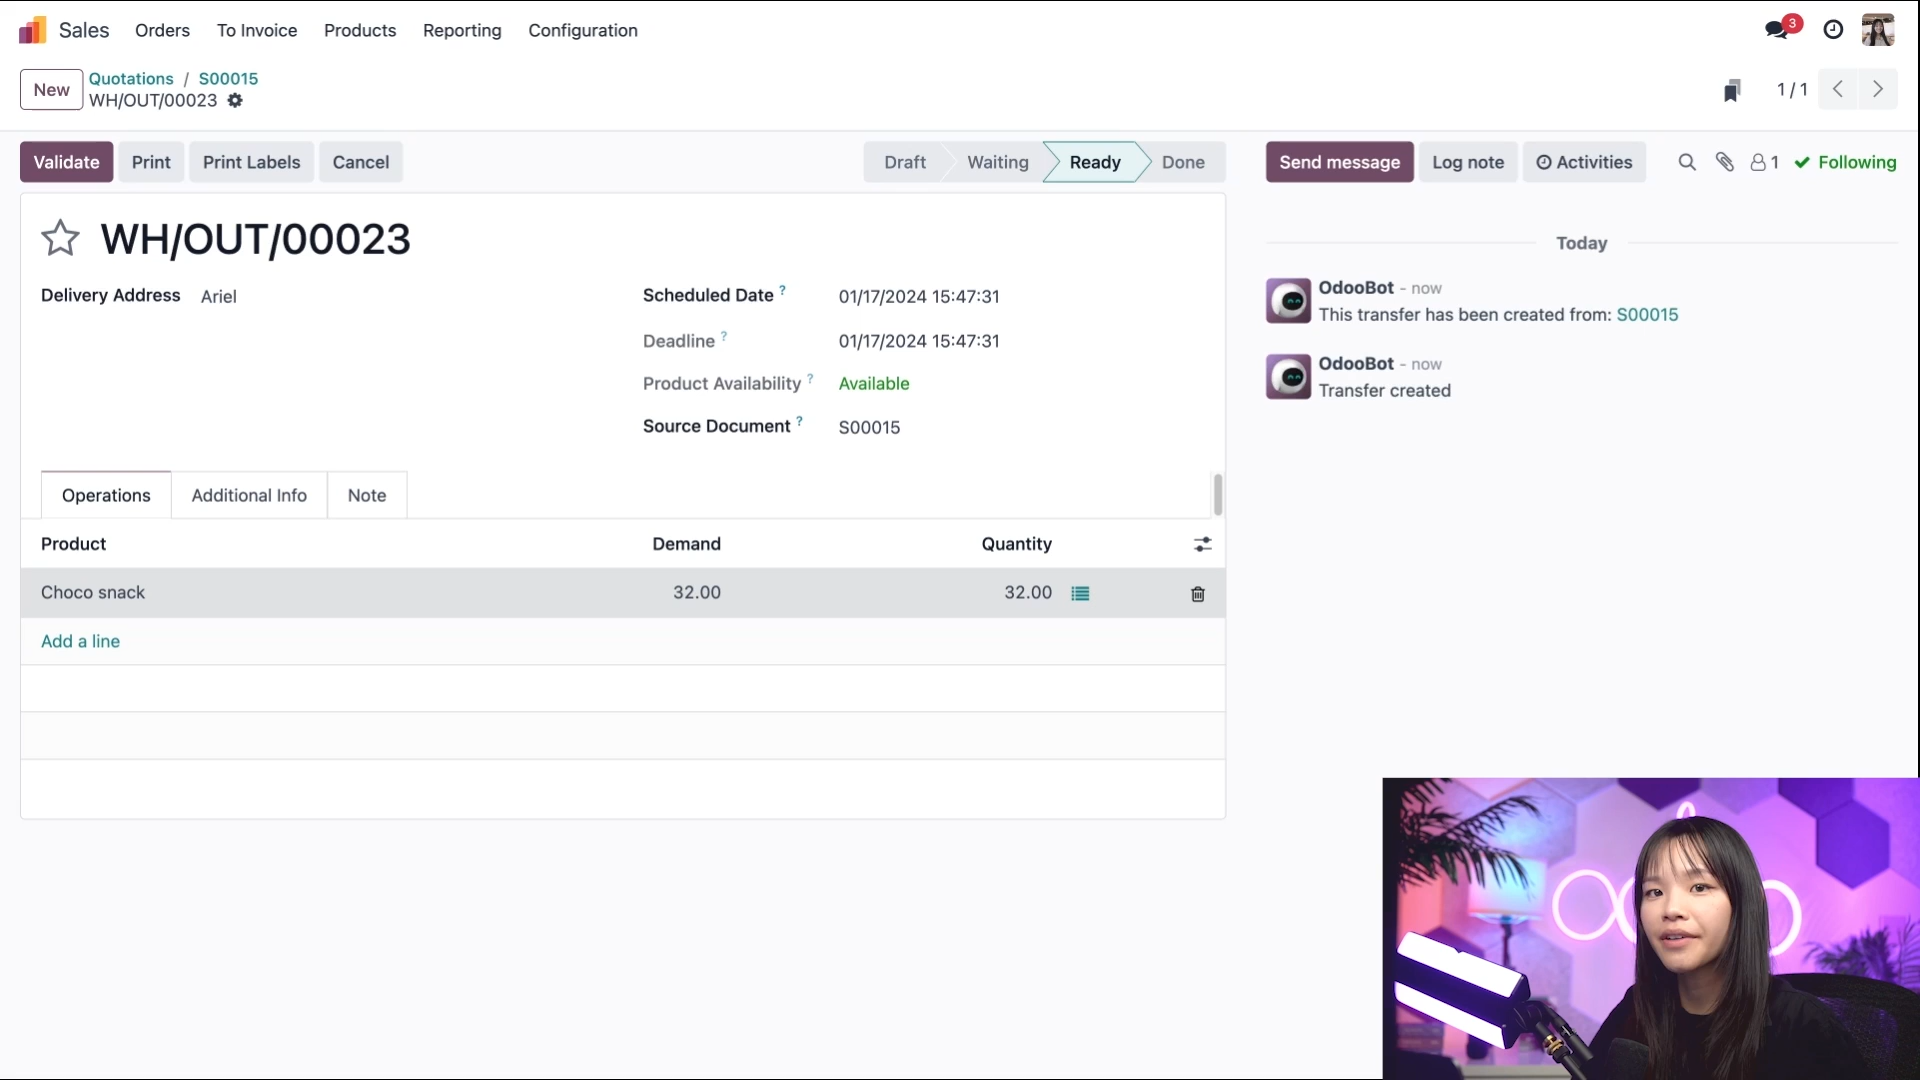 Sales Orders To Invoice Products Reporting Configuration 3
New Quotations / S00015
WH/OUT/00023
1 / 1
Validate Print Print Labels Cancel Draft Waiting Ready Done Send message Log note Activities 1 Following
WH/OUT/00023
Delivery Address Ariel
Scheduled Date ? 01/17/2024 15:47:31
Deadline ? 01/17/2024 15:47:31
Product Availability ? Available
Source Document ? S00015
Today
OdooBot - now
This transfer has been created from: S00015
OdooBot - now
Transfer created
Operations Additional Info Note
Product Demand Quantity
Choco snack 32.00 32.00
Add a line